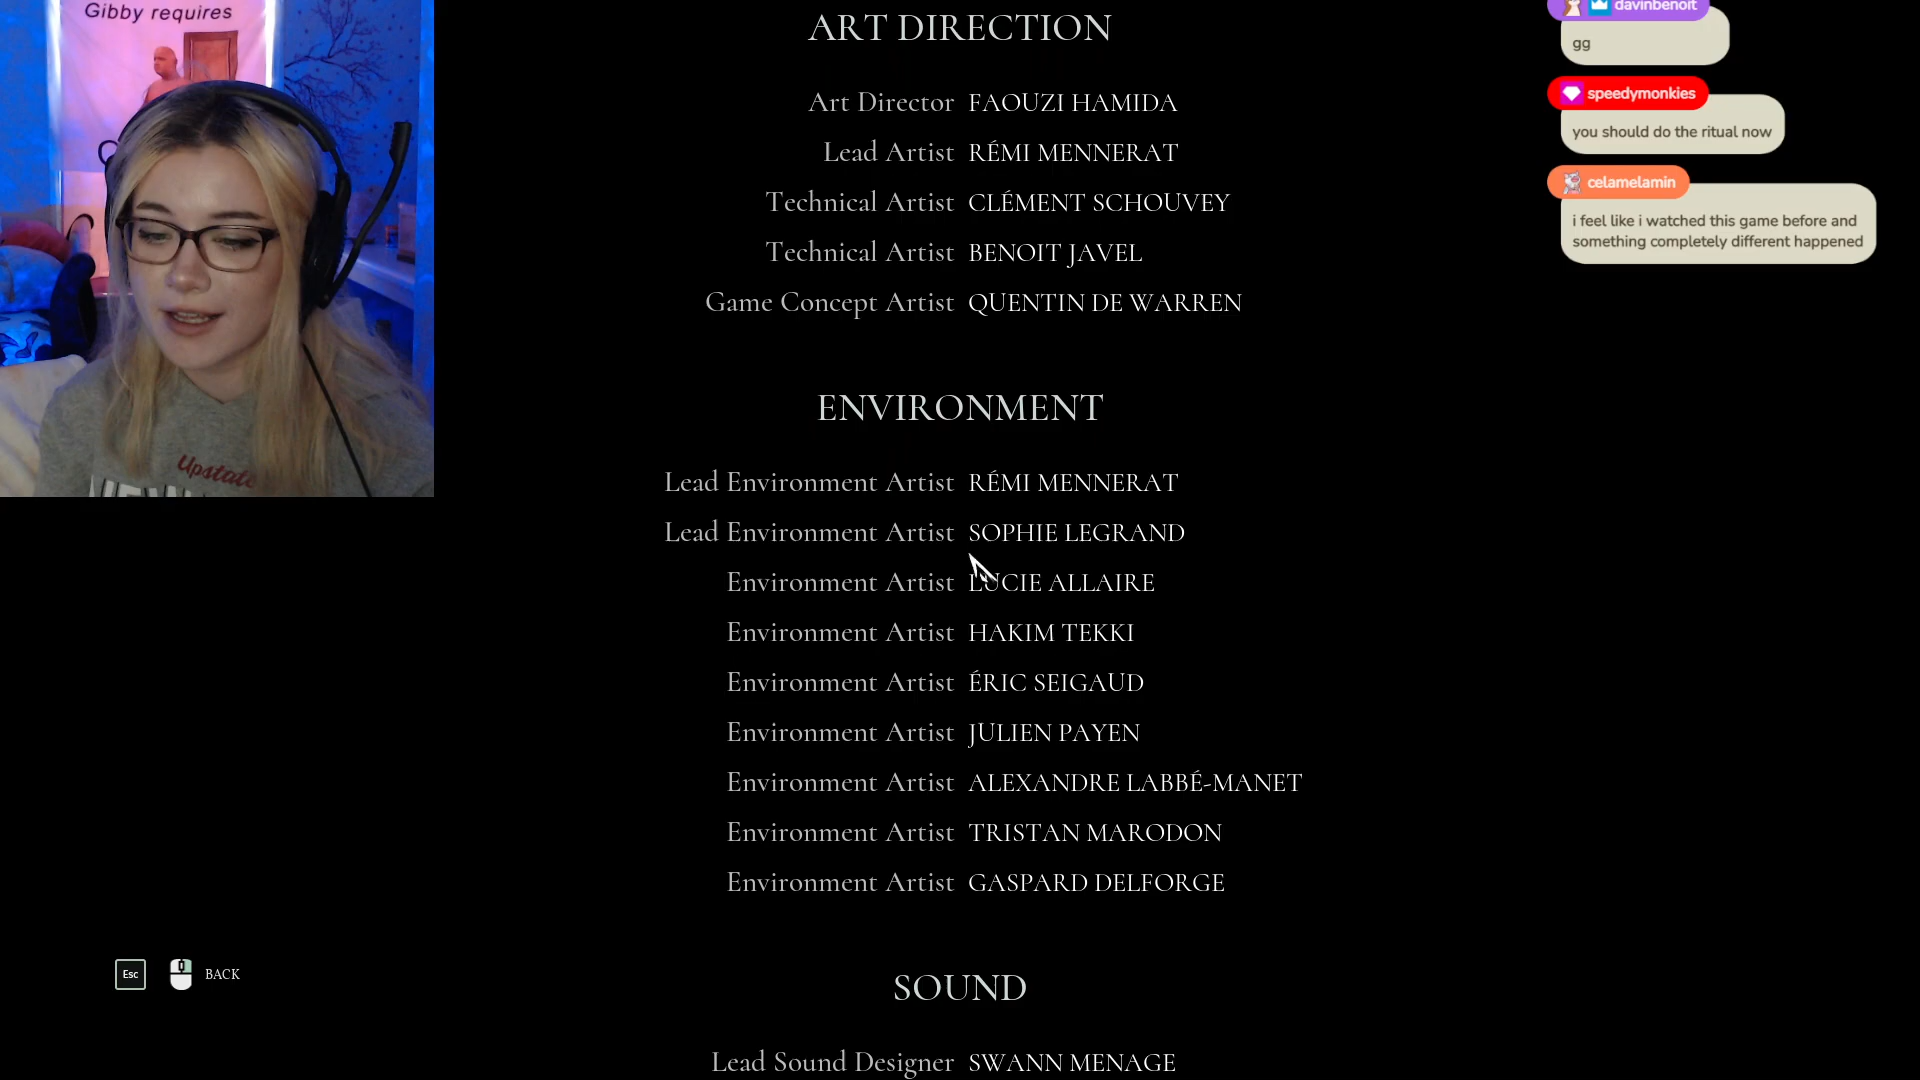 Gibby requires
Upstate
ART DIRECTION
Art Director FAOUZI HAMIDA
Lead Artist RÉMI MENNERAT
Technical Artist CLÉMENT SCHOUVEY
Technical Artist BENOIT JAVEL
Game Concept Artist QUENTIN DE WARREN
ENVIRONMENT
Lead Environment Artist RÉMI MENNERAT
Lead Environment Artist SOPHIE LEGRAND
Environment Artist LUCIE ALLAIRE
Environment Artist HAKIM TEKKI
Environment Artist ÉRIC SEIGAUD
Environment Artist JULIEN PAYEN
Environment Artist ALEXANDRE LABBÉ-MANET
Environment Artist TRISTAN MARODON
Environment Artist GASPARD DELFORGE
SOUND
Lead Sound Designer SWANN MENAGE
Esc BACK
davinbenoit
gg
speedymonkies
you should do the ritual now
celamelamin
i feel like i watched this game before and
something completely different happened